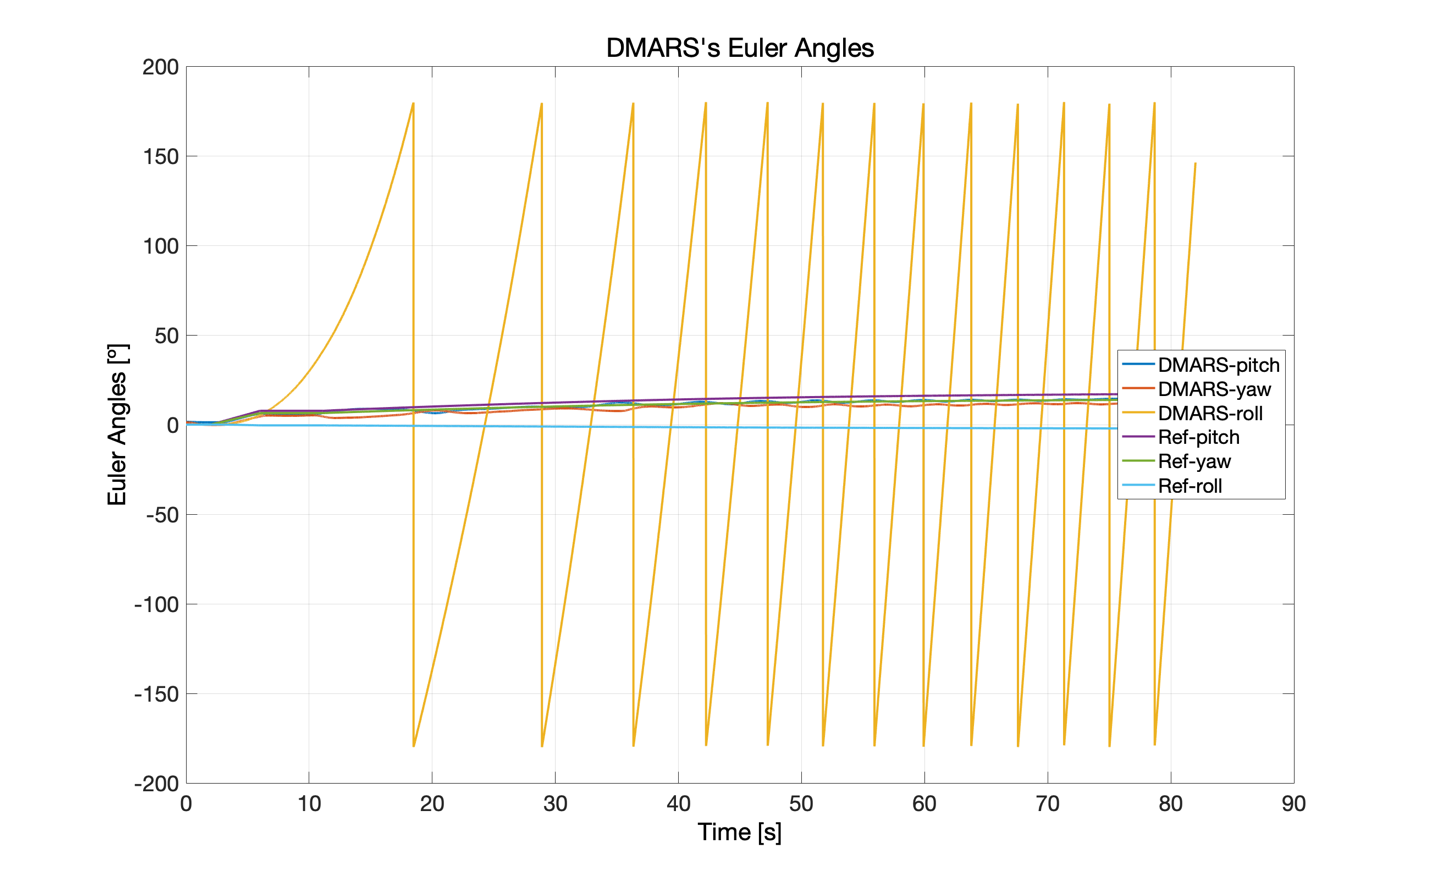 DMARS's Euler Angles
200
150
100
50
0
-50
-100
-150
-200
Euler Angles [º]
DMARS-pitch
DMARS-yaw
DMARS-roll
Ref-pitch
Ref-yaw
Ref-roll
0 10 20 30 40 50 60 70 80 90
Time [s]